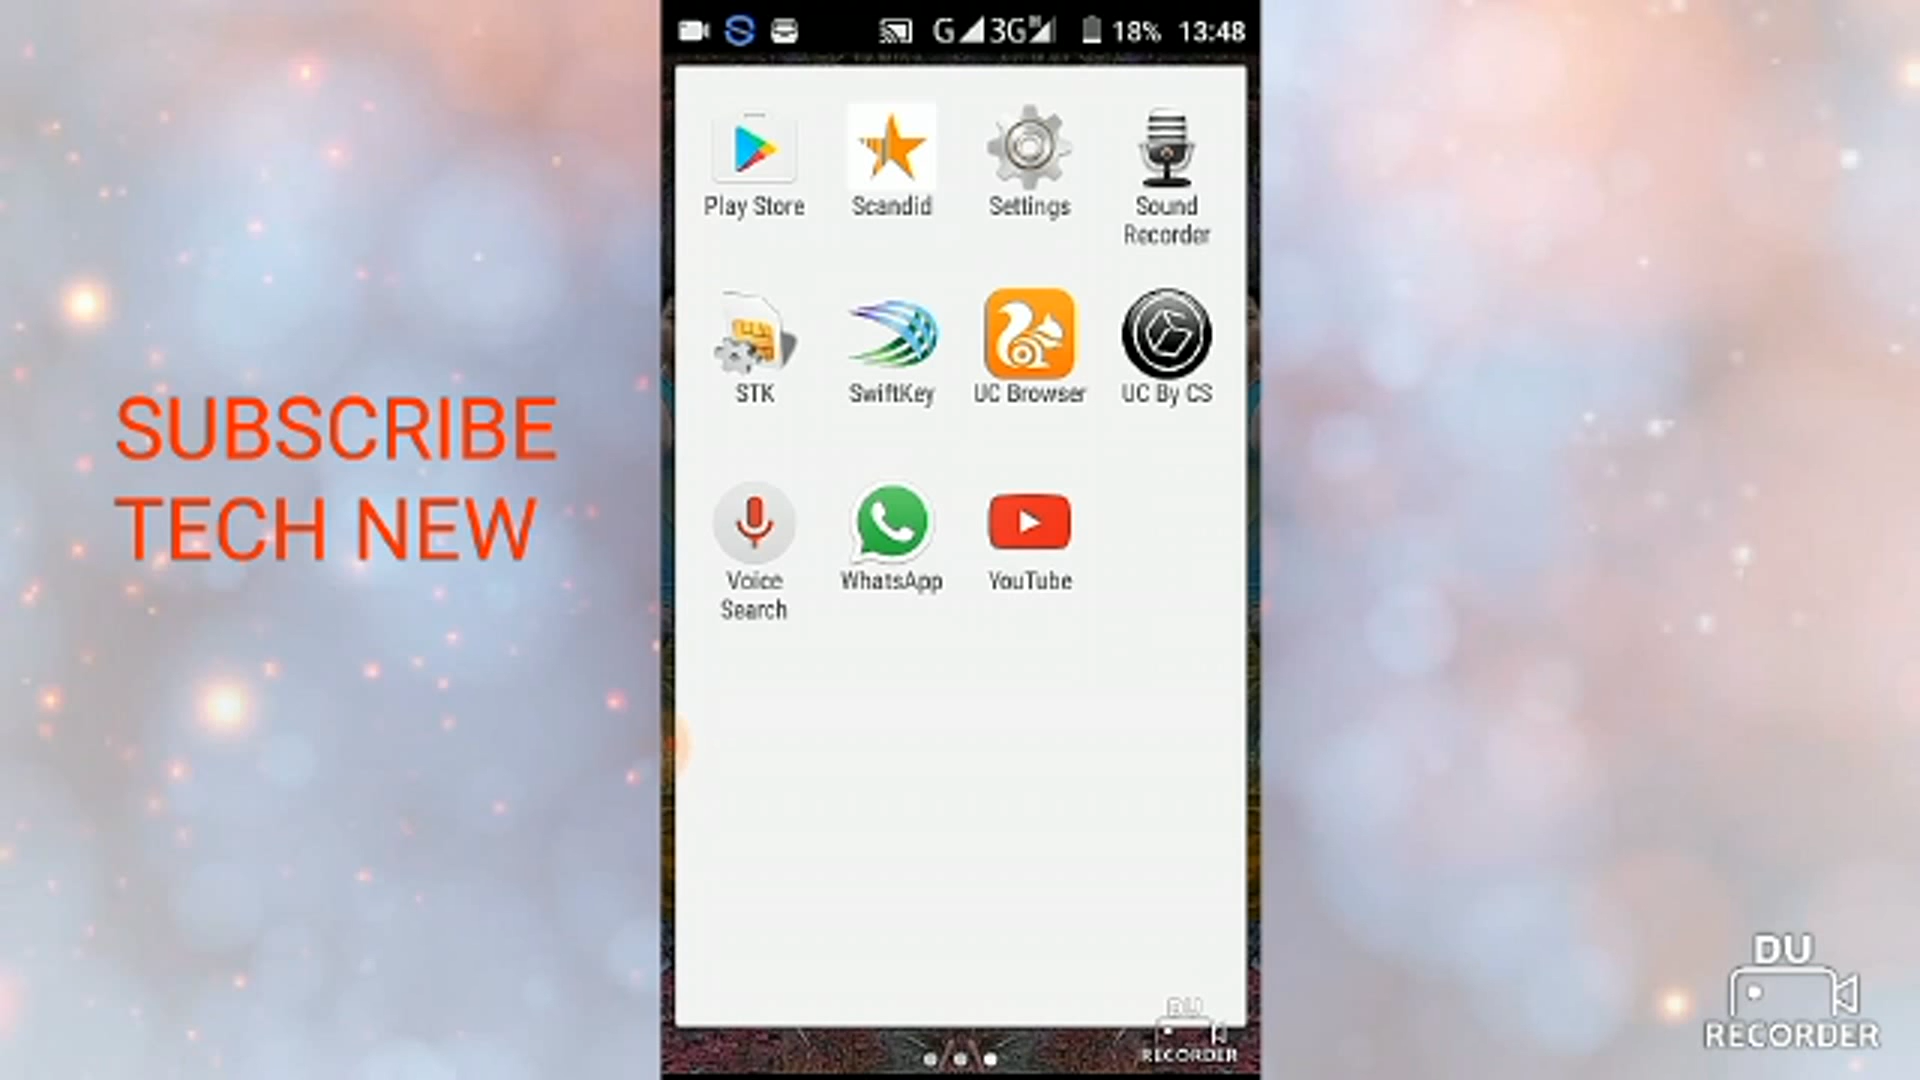 G 3G H 18% 13:48
Play Store
Scandid
Settings
Sound
Recorder
STK
SwiftKey
UC Browser
UC By CS
Voice
Search
WhatsApp
YouTube
SUBSCRIBE
TECH NEW
DU
RECORDER
DU
RECORDER